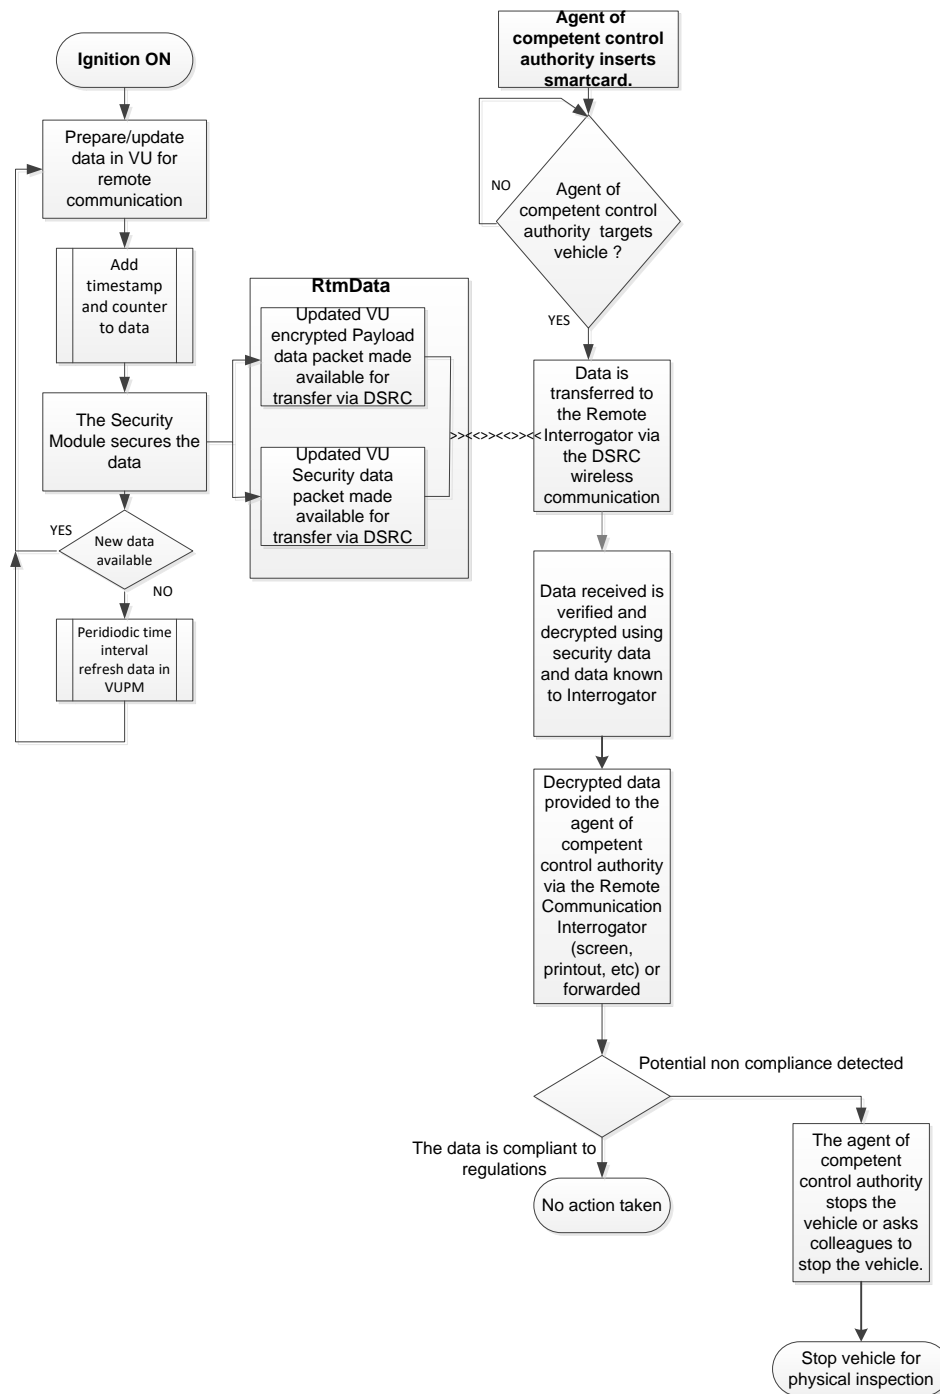 Ignition ON
Prepare/update
data in VU for
remote
communication
Add
timestamp
and counter
to data
The Security
Module secures the
data
YES
New data
available
NO
Peridiodic time
interval
refresh data in
VUPM
RtmData
Updated VU
encrypted Payload
data packet made
available for
transfer via DSRC
Updated VU
Security data
packet made
available for
transfer via DSRC
>><<>><<>><<
Agent of
competent control
authority inserts
smartcard.
NO
Agent of
competent control
authority targets
vehicle ?
YES
Data is
transferred to
the Remote
Interrogator via
the DSRC
wireless
communication
Data received is
verified and
decrypted using
security data
and data known
to Interrogator
Decrypted data
provided to the
agent of
competent
control authority
via the Remote
Communication
Interrogator
(screen,
printout, etc) or
forwarded
Potential non compliance detected
The data is compliant to
regulations
No action taken
The agent of
competent
control authority
stops the
vehicle or asks
colleagues to
stop the vehicle.
Stop vehicle for
physical inspection